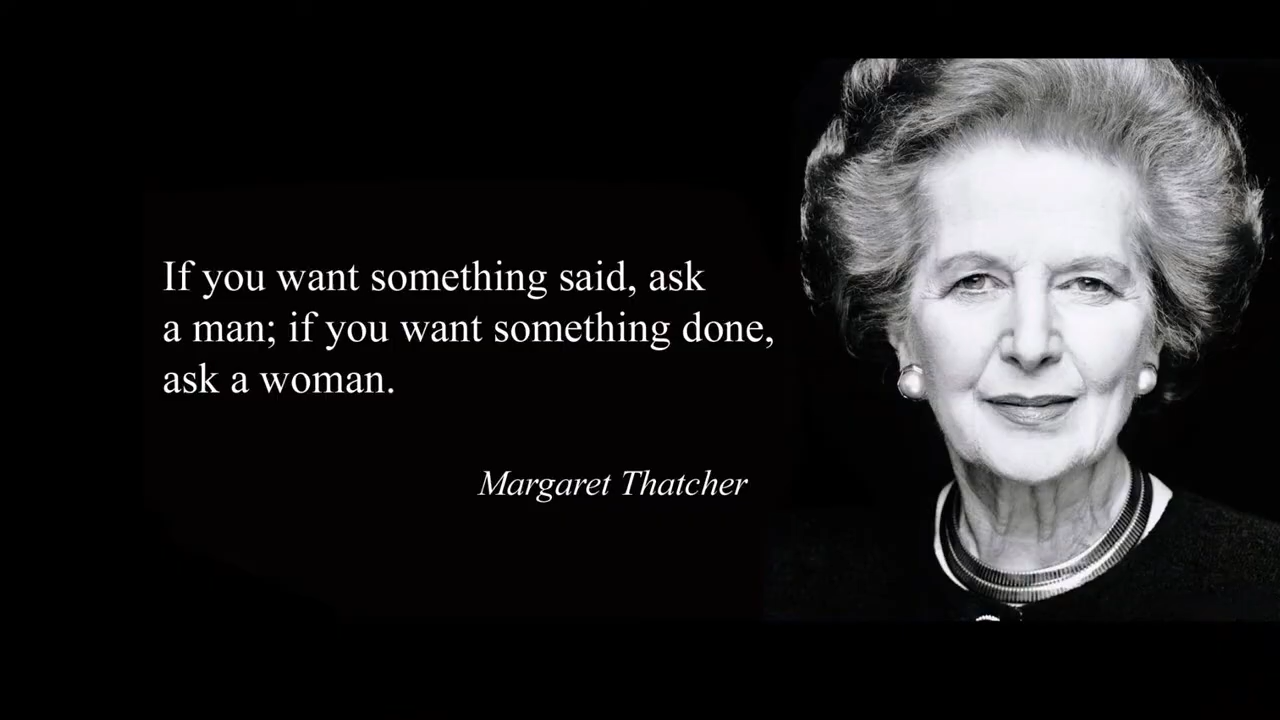 If you want something said, ask
a man; if you want something done,
ask a woman.
Margaret Thatcher